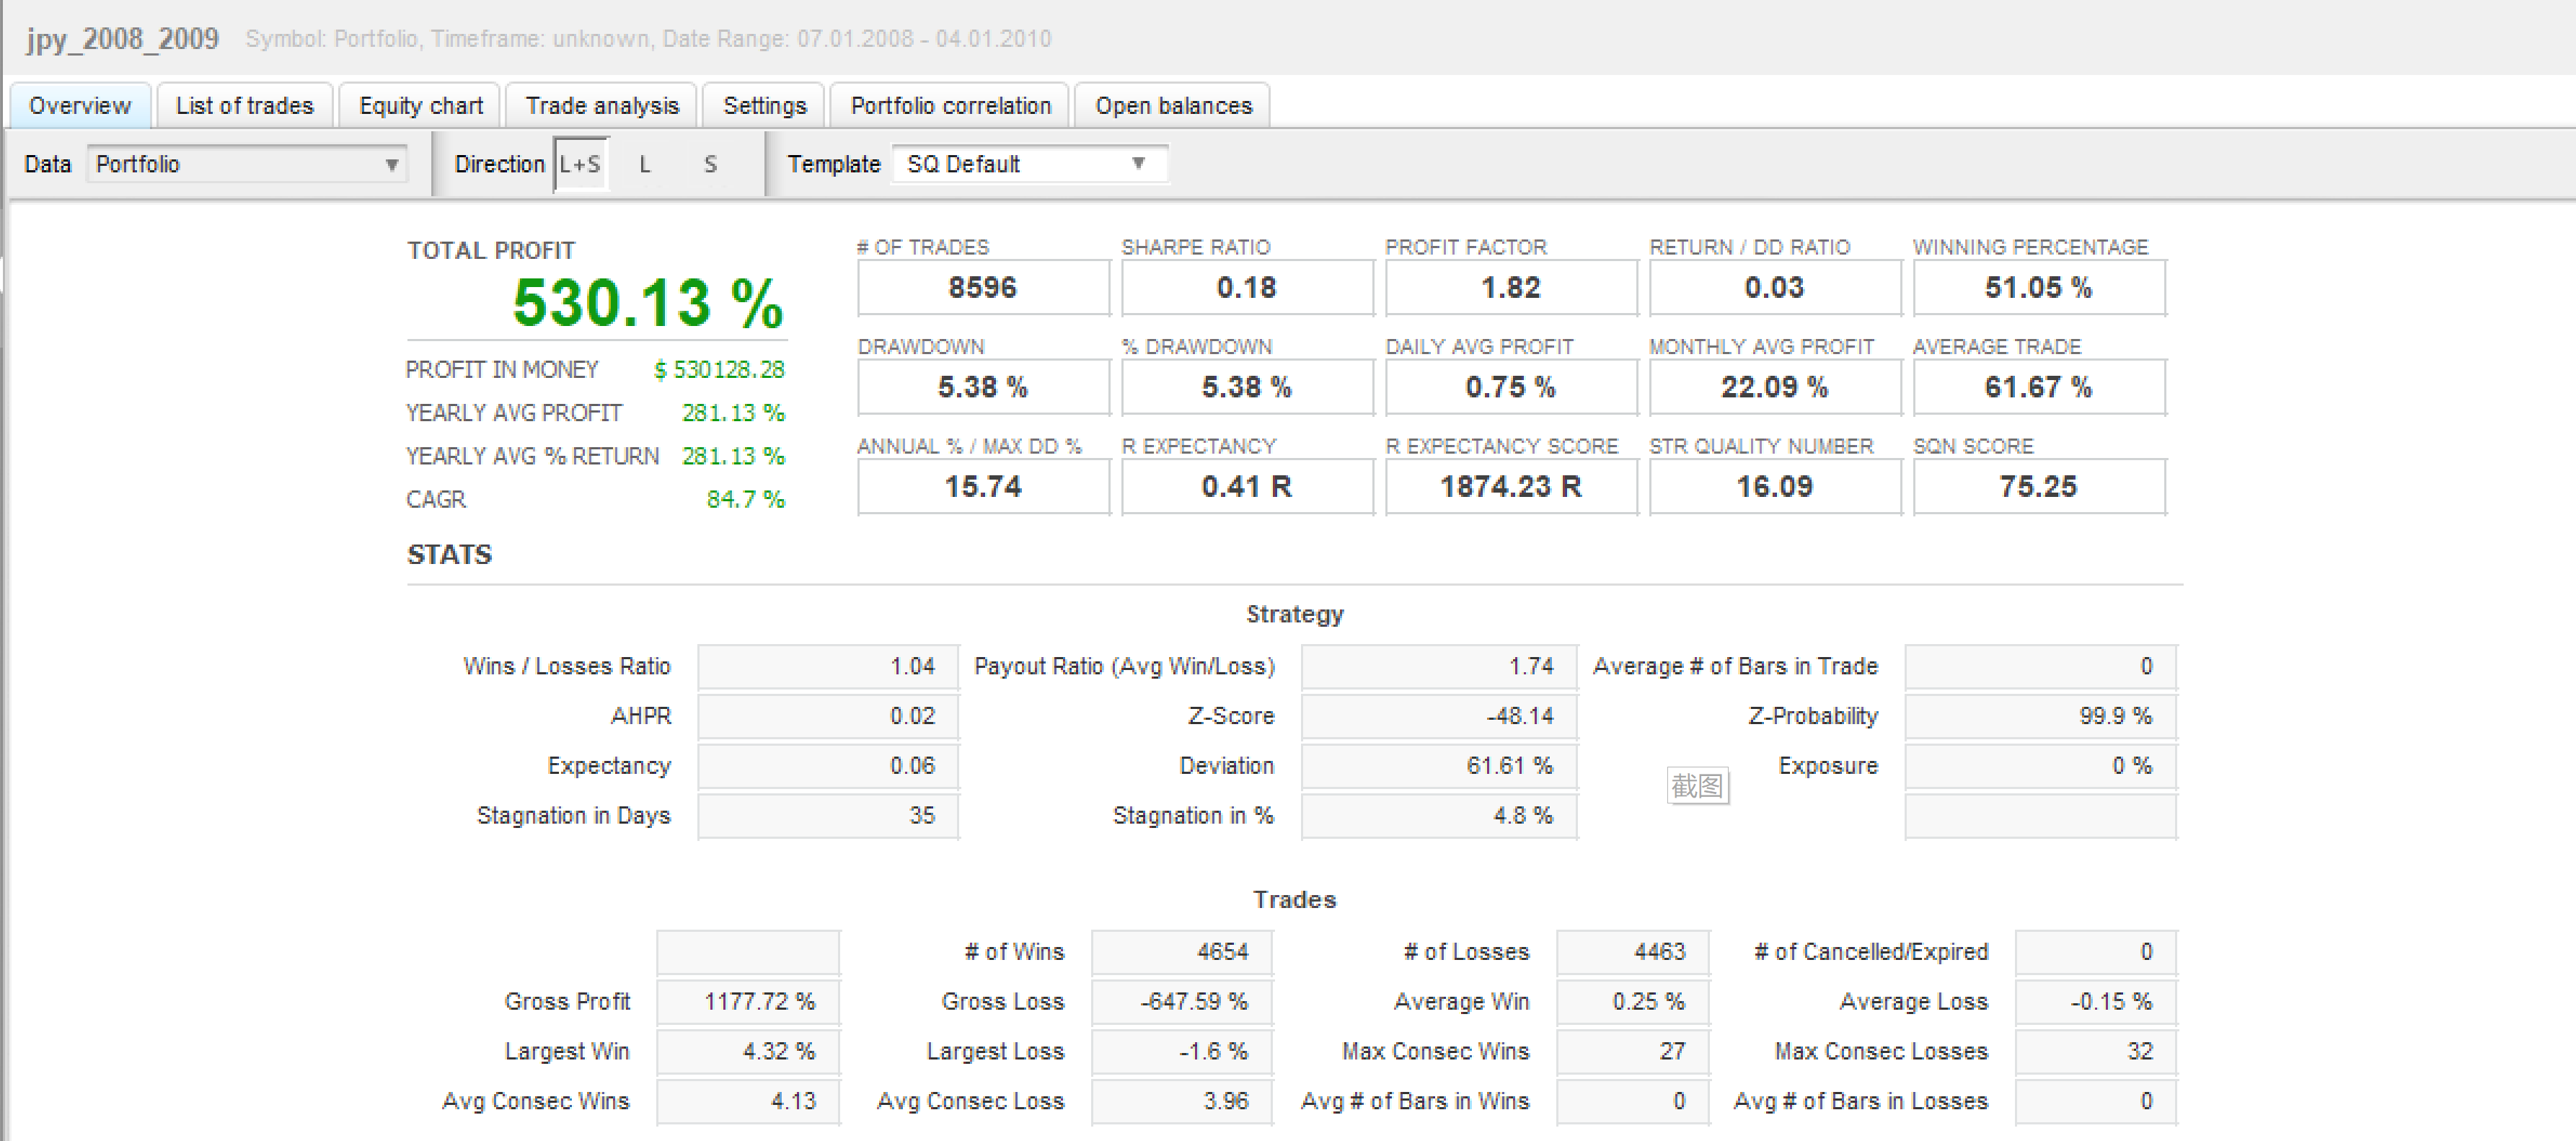 jpy_2008_2009 Symbol: Portfolio, Timeframe: unknown, Date Range: 07.01.2008 - 04.01.2010
Overview List of trades Equity chart Trade analysis Settings Portfolio correlation Open balances
Data Portfolio Direction L+S L S Template SQ Default
TOTAL PROFIT
530.13 %
PROFIT IN MONEY $ 530128.28
YEARLY AVG PROFIT 281.13 %
YEARLY AVG % RETURN 281.13 %
CAGR 84.7 %
# OF TRADES SHARPE RATIO PROFIT FACTOR RETURN / DD RATIO WINNING PERCENTAGE
8596 0.18 1.82 0.03 51.05 %
DRAWDOWN % DRAWDOWN DAILY AVG PROFIT MONTHLY AVG PROFIT AVERAGE TRADE
5.38 % 5.38 % 0.75 % 22.09 % 61.67 %
ANNUAL % / MAX DD % R EXPECTANCY R EXPECTANCY SCORE STR QUALITY NUMBER SQN SCORE
15.74 0.41 R 1874.23 R 16.09 75.25
STATS
Strategy
Wins / Losses Ratio 1.04 Payout Ratio (Avg Win/Loss) 1.74 Average # of Bars in Trade 0
AHPR 0.02 Z-Score -48.14 Z-Probability 99.9 %
Expectancy 0.06 Deviation 61.61 % Exposure 0 %
截图
Stagnation in Days 35 Stagnation in % 4.8 %
Trades
# of Wins 4654 # of Losses 4463 # of Cancelled/Expired 0
Gross Profit 1177.72 % Gross Loss -647.59 % Average Win 0.25 % Average Loss -0.15 %
Largest Win 4.32 % Largest Loss -1.6 % Max Consec Wins 27 Max Consec Losses 32
Avg Consec Wins 4.13 Avg Consec Loss 3.96 Avg # of Bars in Wins 0 Avg # of Bars in Losses 0